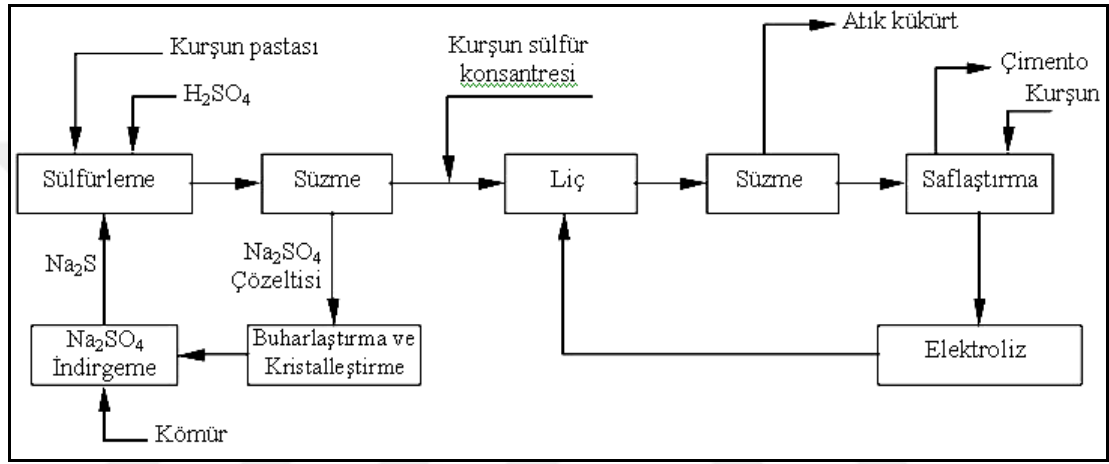 Atık kükürt
Kurşun pastası
Kurşun sülfür
konsantresi
Çimento
Kurşun
H₂SO₄
Sülfürleme
Süzme
Liç
Süzme
Saflaştırma
Na₂S
Na₂SO₄
Çözeltisi
Na₂SO₄
İndirgeme
Buharlaştırma ve
Kristalleştirme
Elektroliz
Kömür